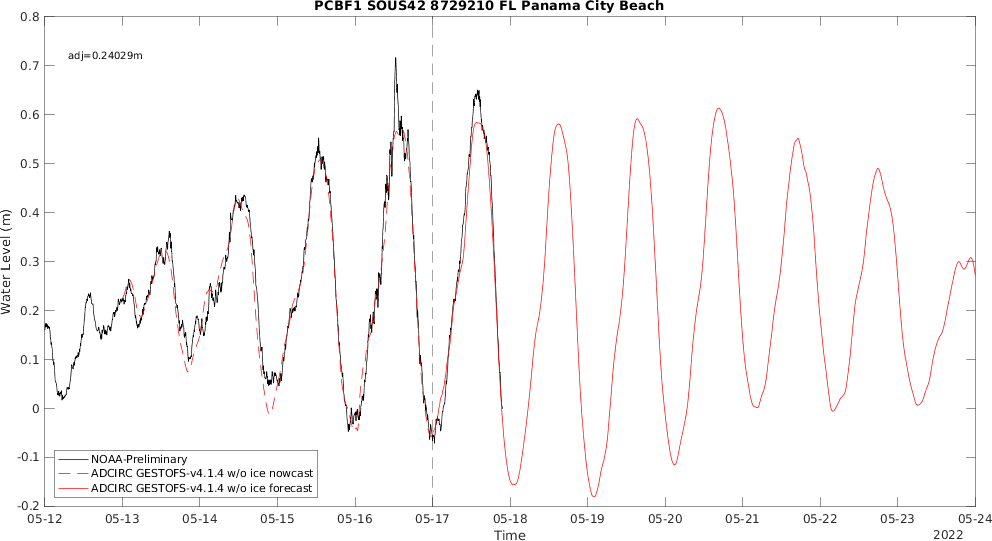 PCBF1 SOUS42 8729210 FL Panama City Beach
adj=0.24029m
Water Level (m)
0.8
0.7
0.6
0.5
0.4
0.3
0.2
0.1
0
-0.1
-0.2
NOAA-Preliminary
ADCIRC GESTOFS-v4.1.4 w/o ice nowcast
ADCIRC GESTOFS-v4.1.4 w/o ice forecast
05-12 05-13 05-14 05-15 05-16 05-17 05-18 05-19 05-20 05-21 05-22 05-23 05-24
Time
2022